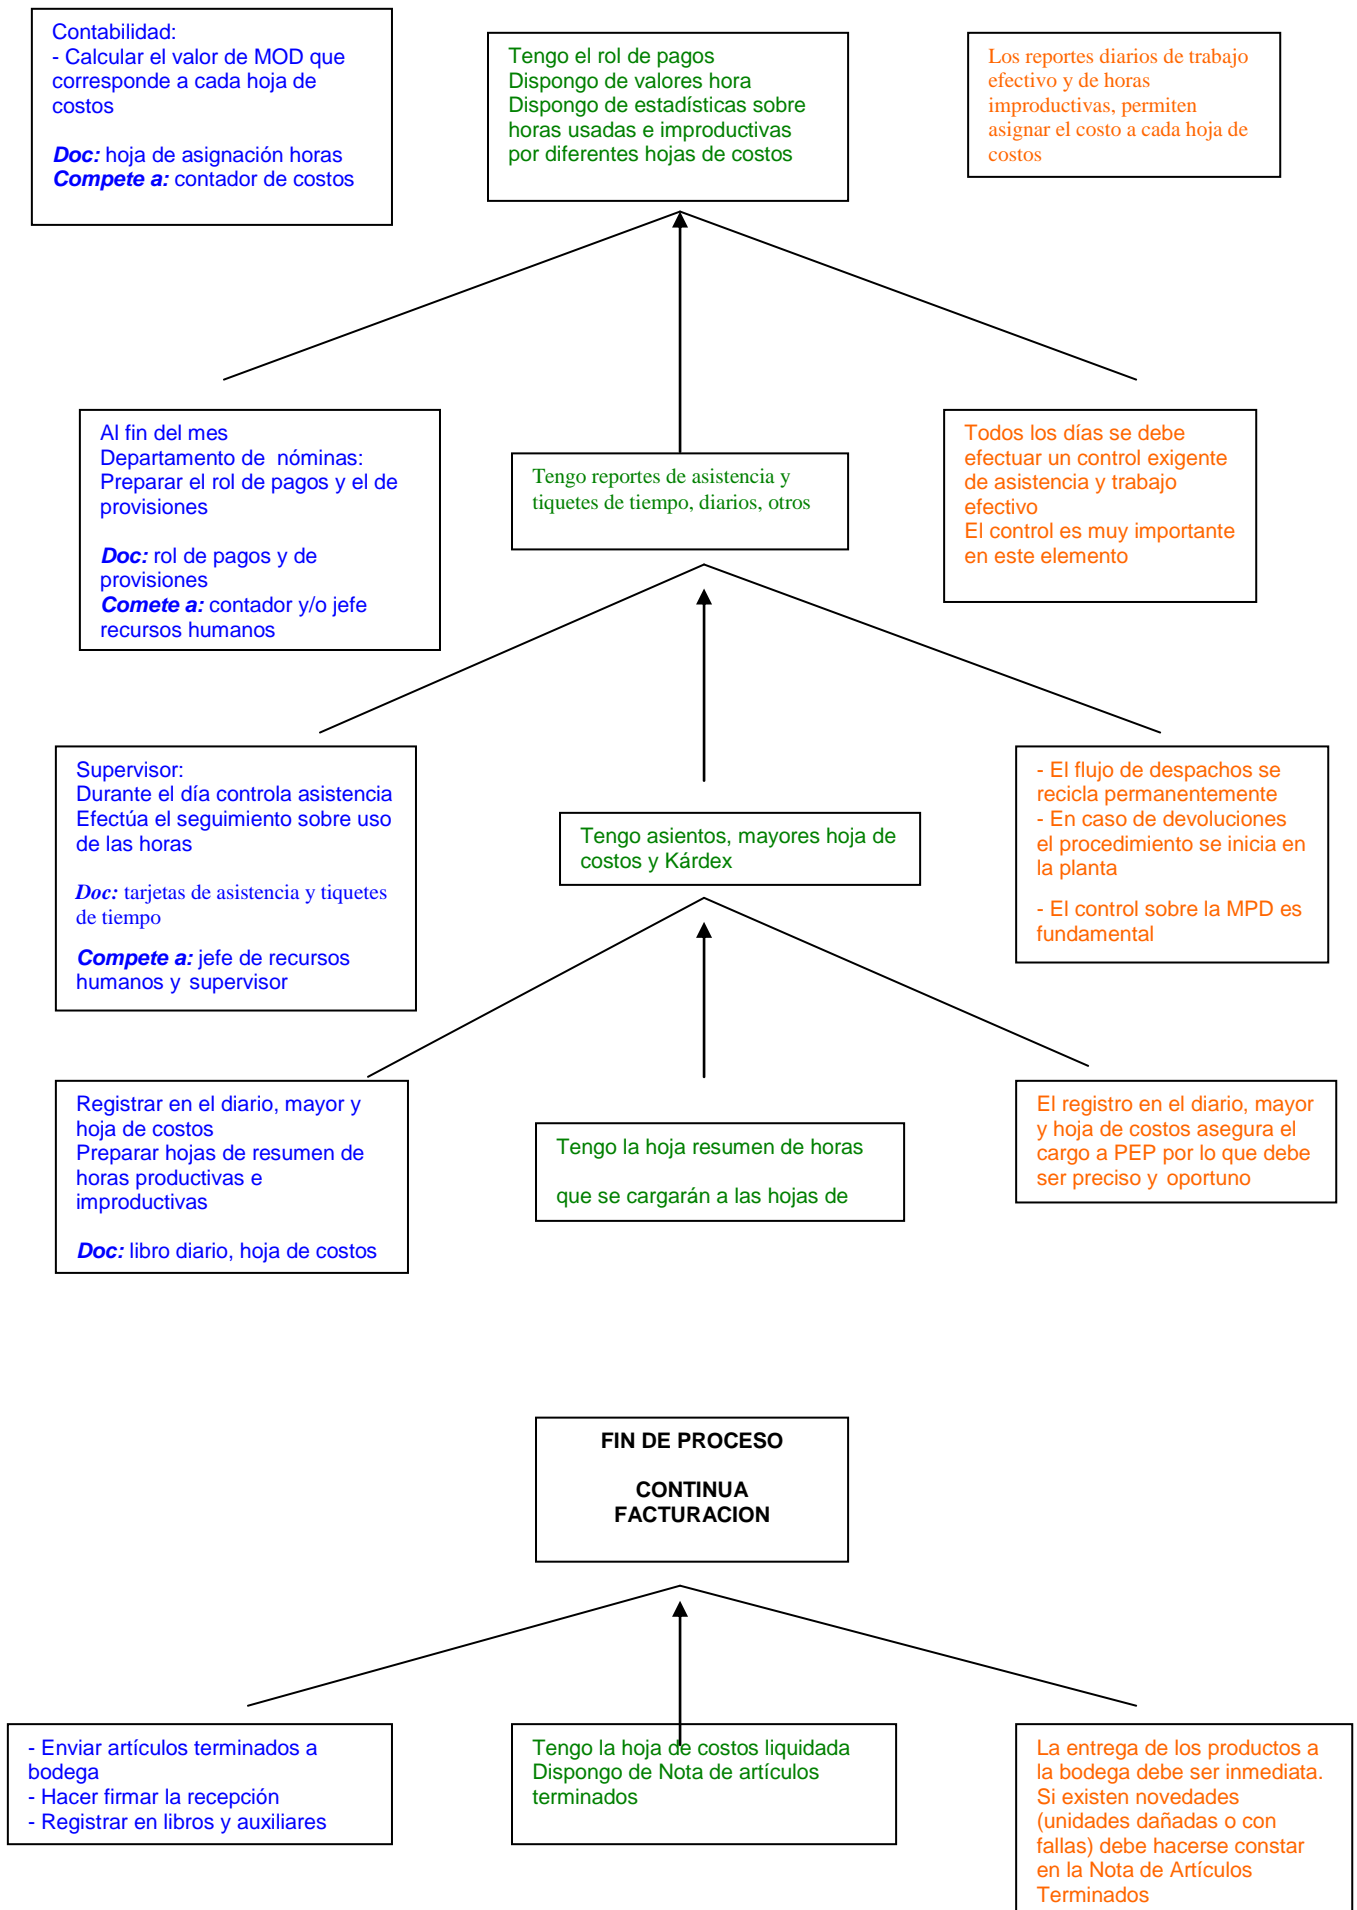 Contabilidad:
- Calcular el valor de MOD que
corresponde a cada hoja de
costos
Doc: hoja de asignación horas
Compete a: contador de costos
Tengo el rol de pagos
Dispongo de valores hora
Dispongo de estadísticas sobre
horas usadas e improductivas
por diferentes hojas de costos
Los reportes diarios de trabajo
efectivo y de horas
improductivas, permiten
asignar el costo a cada hoja de
costos
Al fin del mes
Departamento de nóminas:
Preparar el rol de pagos y el de
provisiones
Doc: rol de pagos y de
provisiones
Comete a: contador y/o jefe
recursos humanos
Tengo reportes de asistencia y
tiquetes de tiempo, diarios, otros
Todos los días se debe
efectuar un control exigente
de asistencia y trabajo
efectivo
El control es muy importante
en este elemento
Supervisor:
Durante el día controla asistencia
Efectúa el seguimiento sobre uso
de las horas
Doc: tarjetas de asistencia y tiquetes
de tiempo
Compete a: jefe de recursos
humanos y supervisor
Tengo asientos, mayores hoja de
costos y Kárdex
- El flujo de despachos se
recicla permanentemente
- En caso de devoluciones
el procedimiento se inicia en
la planta
- El control sobre la MPD es
fundamental
Registrar en el diario, mayor y
hoja de costos
Preparar hojas de resumen de
horas productivas e
improductivas
Doc: libro diario, hoja de costos
Tengo la hoja resumen de horas
que se cargarán a las hojas de
El registro en el diario, mayor
y hoja de costos asegura el
cargo a PEP por lo que debe
ser preciso y oportuno
FIN DE PROCESO
CONTINUA
FACTURACION
- Enviar artículos terminados a
bodega
- Hacer firmar la recepción
- Registrar en libros y auxiliares
Tengo la hoja de costos liquidada
Dispongo de Nota de artículos
terminados
La entrega de los productos a
la bodega debe ser inmediata.
Si existen novedades
(unidades dañadas o con
fallas) debe hacerse constar
en la Nota de Artículos
Terminados